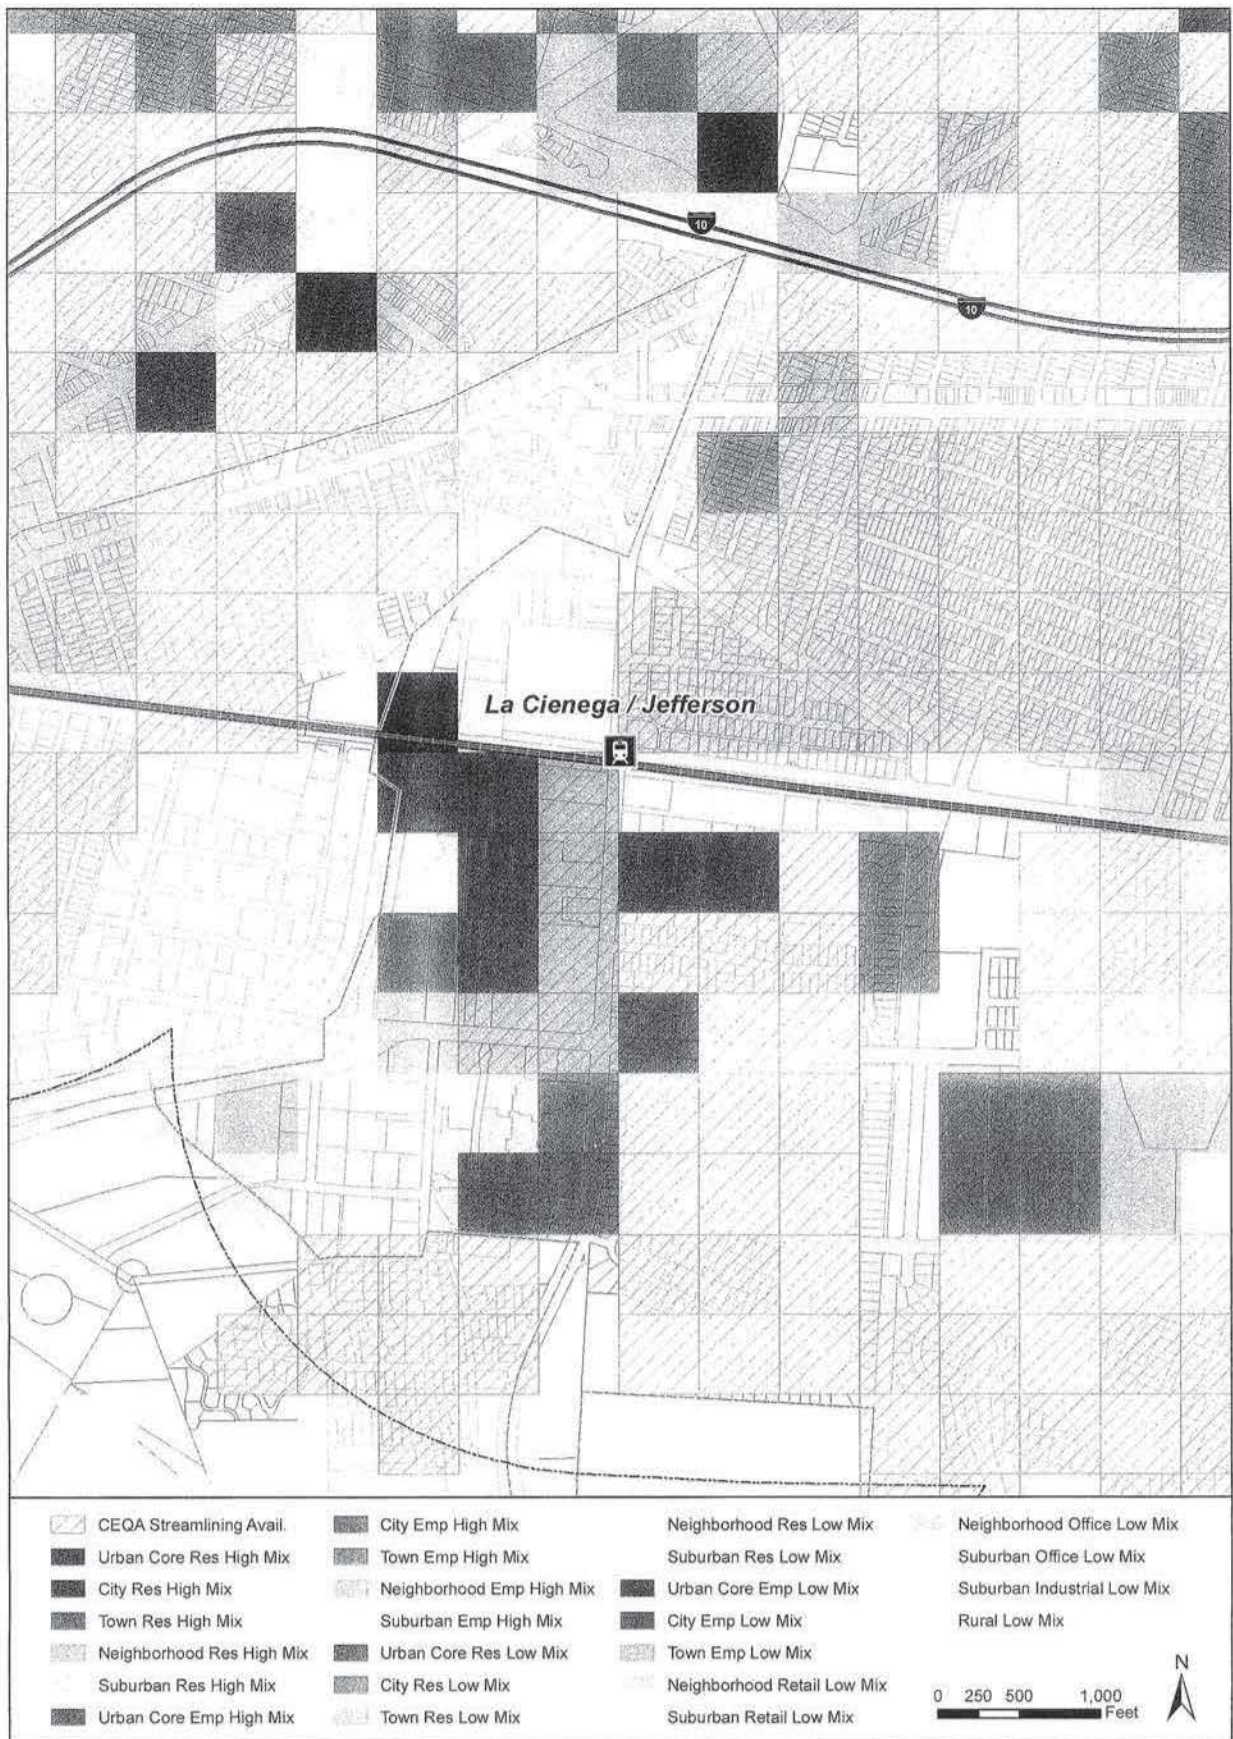 10
10
La Cienega / Jefferson
CEQA Streamlining Avail.
Urban Core Res High Mix
City Res High Mix
Town Res High Mix
Neighborhood Res High Mix
Suburban Res High Mix
Urban Core Emp High Mix
City Emp High Mix
Town Emp High Mix
Neighborhood Emp High Mix
Suburban Emp High Mix
Urban Core Res Low Mix
City Res Low Mix
Town Res Low Mix
Neighborhood Res Low Mix
Suburban Res Low Mix
Urban Core Emp Low Mix
City Emp Low Mix
Town Emp Low Mix
Neighborhood Retail Low Mix
Suburban Retail Low Mix
Neighborhood Office Low Mix
Suburban Office Low Mix
Suburban Industrial Low Mix
Rural Low Mix
N
0 250 500 1,000
Feet